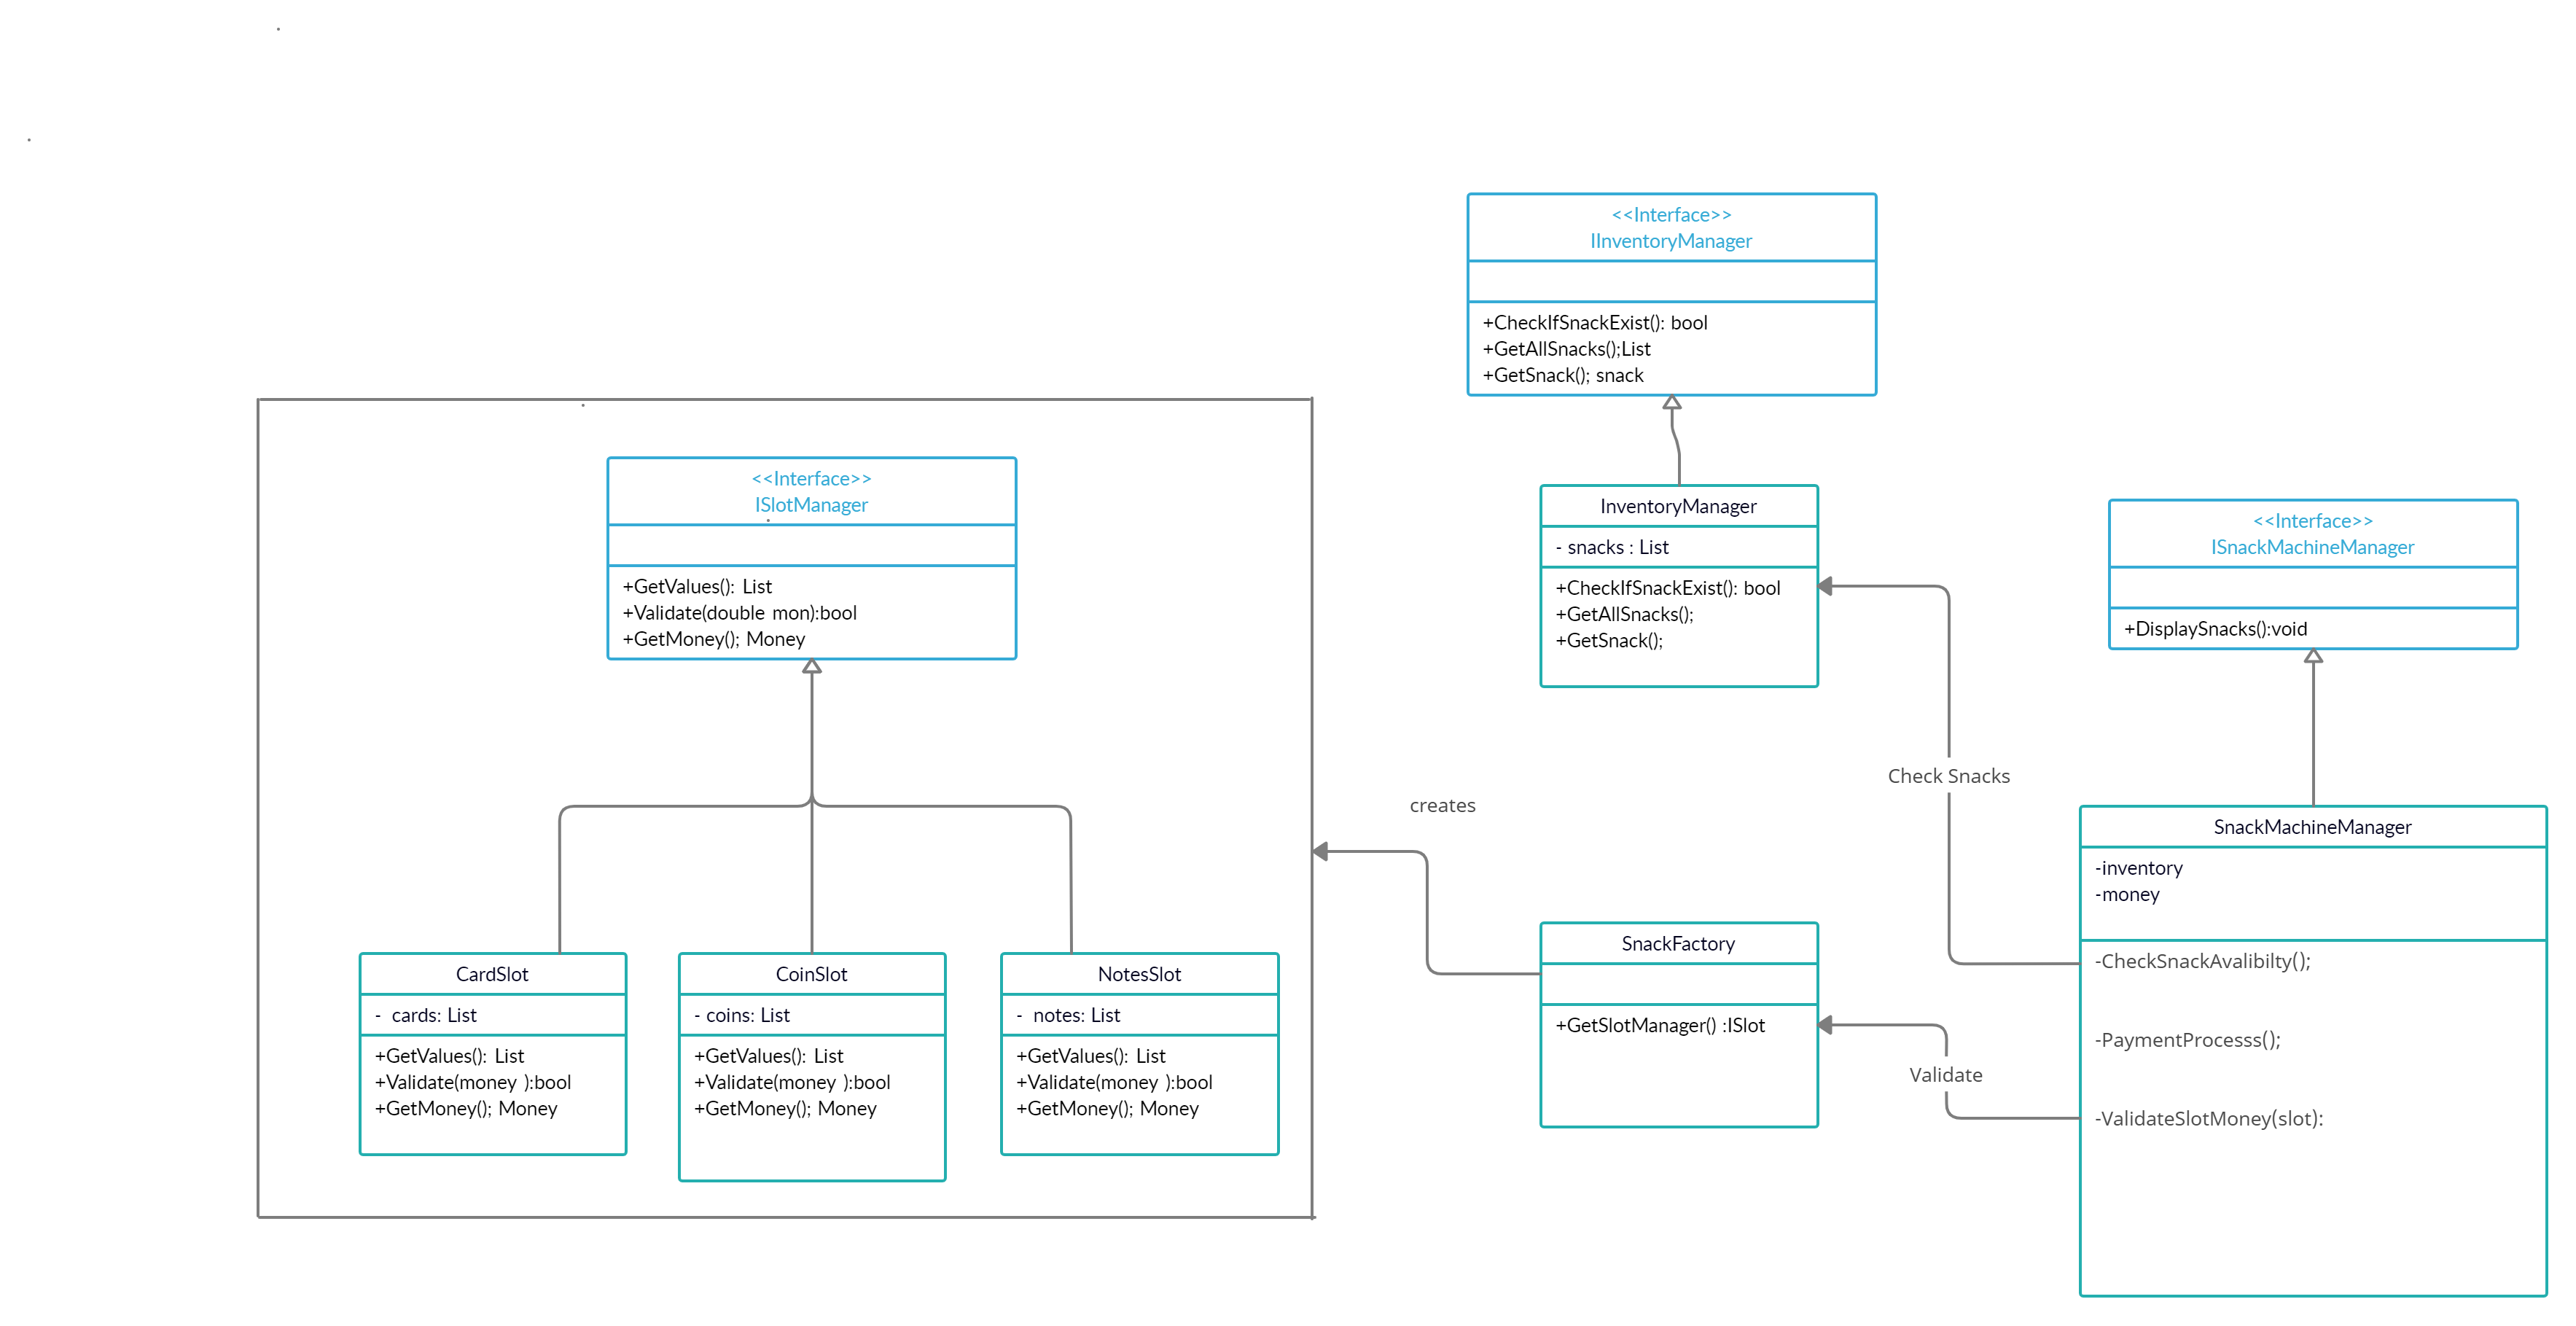 <<Interface>>
IInventoryManager
+CheckIfSnackExist(): bool
+GetAllSnacks();List
+GetSnack(); snack
<<Interface>>
ISlotManager
+GetValues(): List
+Validate(double mon):bool
+GetMoney(); Money
InventoryManager
- snacks : List
+CheckIfSnackExist(): bool
+GetAllSnacks();
+GetSnack();
<<Interface>>
ISnackMachineManager
+DisplaySnacks():void
Check Snacks
creates
SnackMachineManager
-inventory
-money
-CheckSnackAvalibilty();
-PaymentProcesss();
-ValidateSlotMoney(slot):
SnackFactory
+GetSlotManager() :ISlot
Validate
CardSlot
- cards: List
+GetValues(): List
+Validate(money ):bool
+GetMoney(); Money
CoinSlot
- coins: List
+GetValues(): List
+Validate(money ):bool
+GetMoney(); Money
NotesSlot
- notes: List
+GetValues(): List
+Validate(money ):bool
+GetMoney(); Money